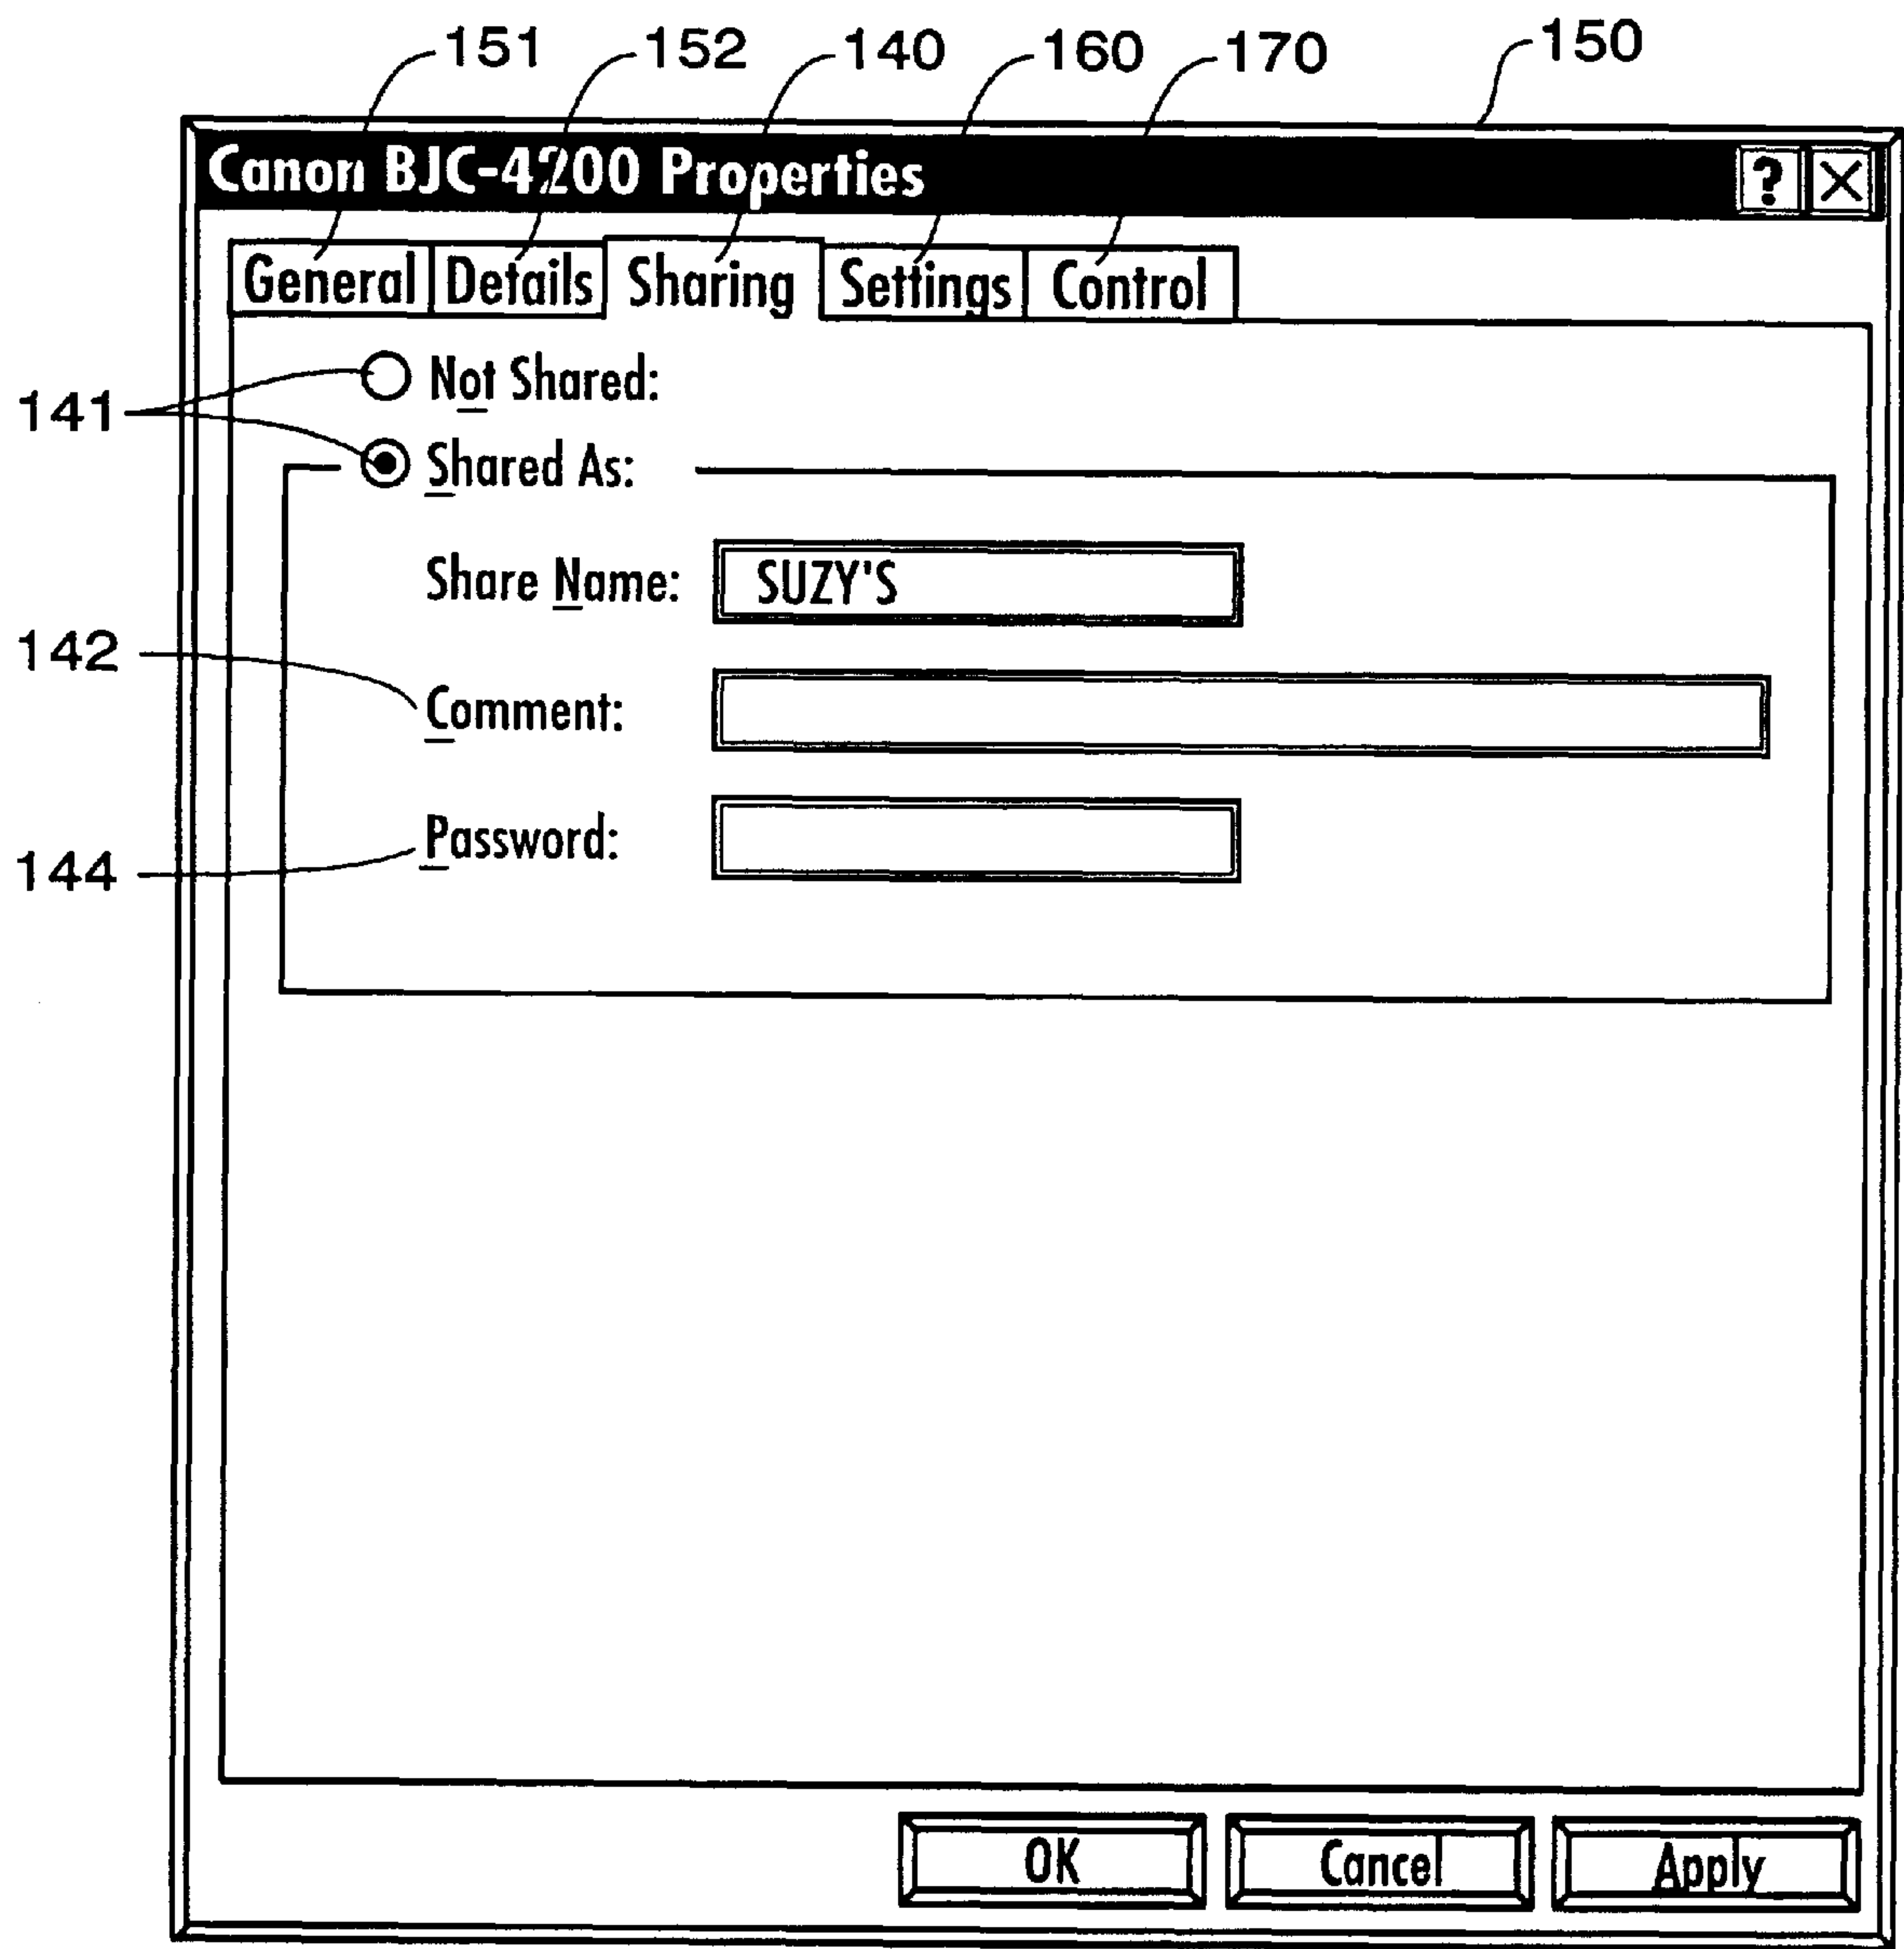 151 152 140 160 170 150
Canon BJC-4200 Properties ? X
General Details Sharing Settings Control
Not Shared:
141
Shared As:
Share Name: SUZY'S
142
Comment:
Password:
144
OK Cancel Apply